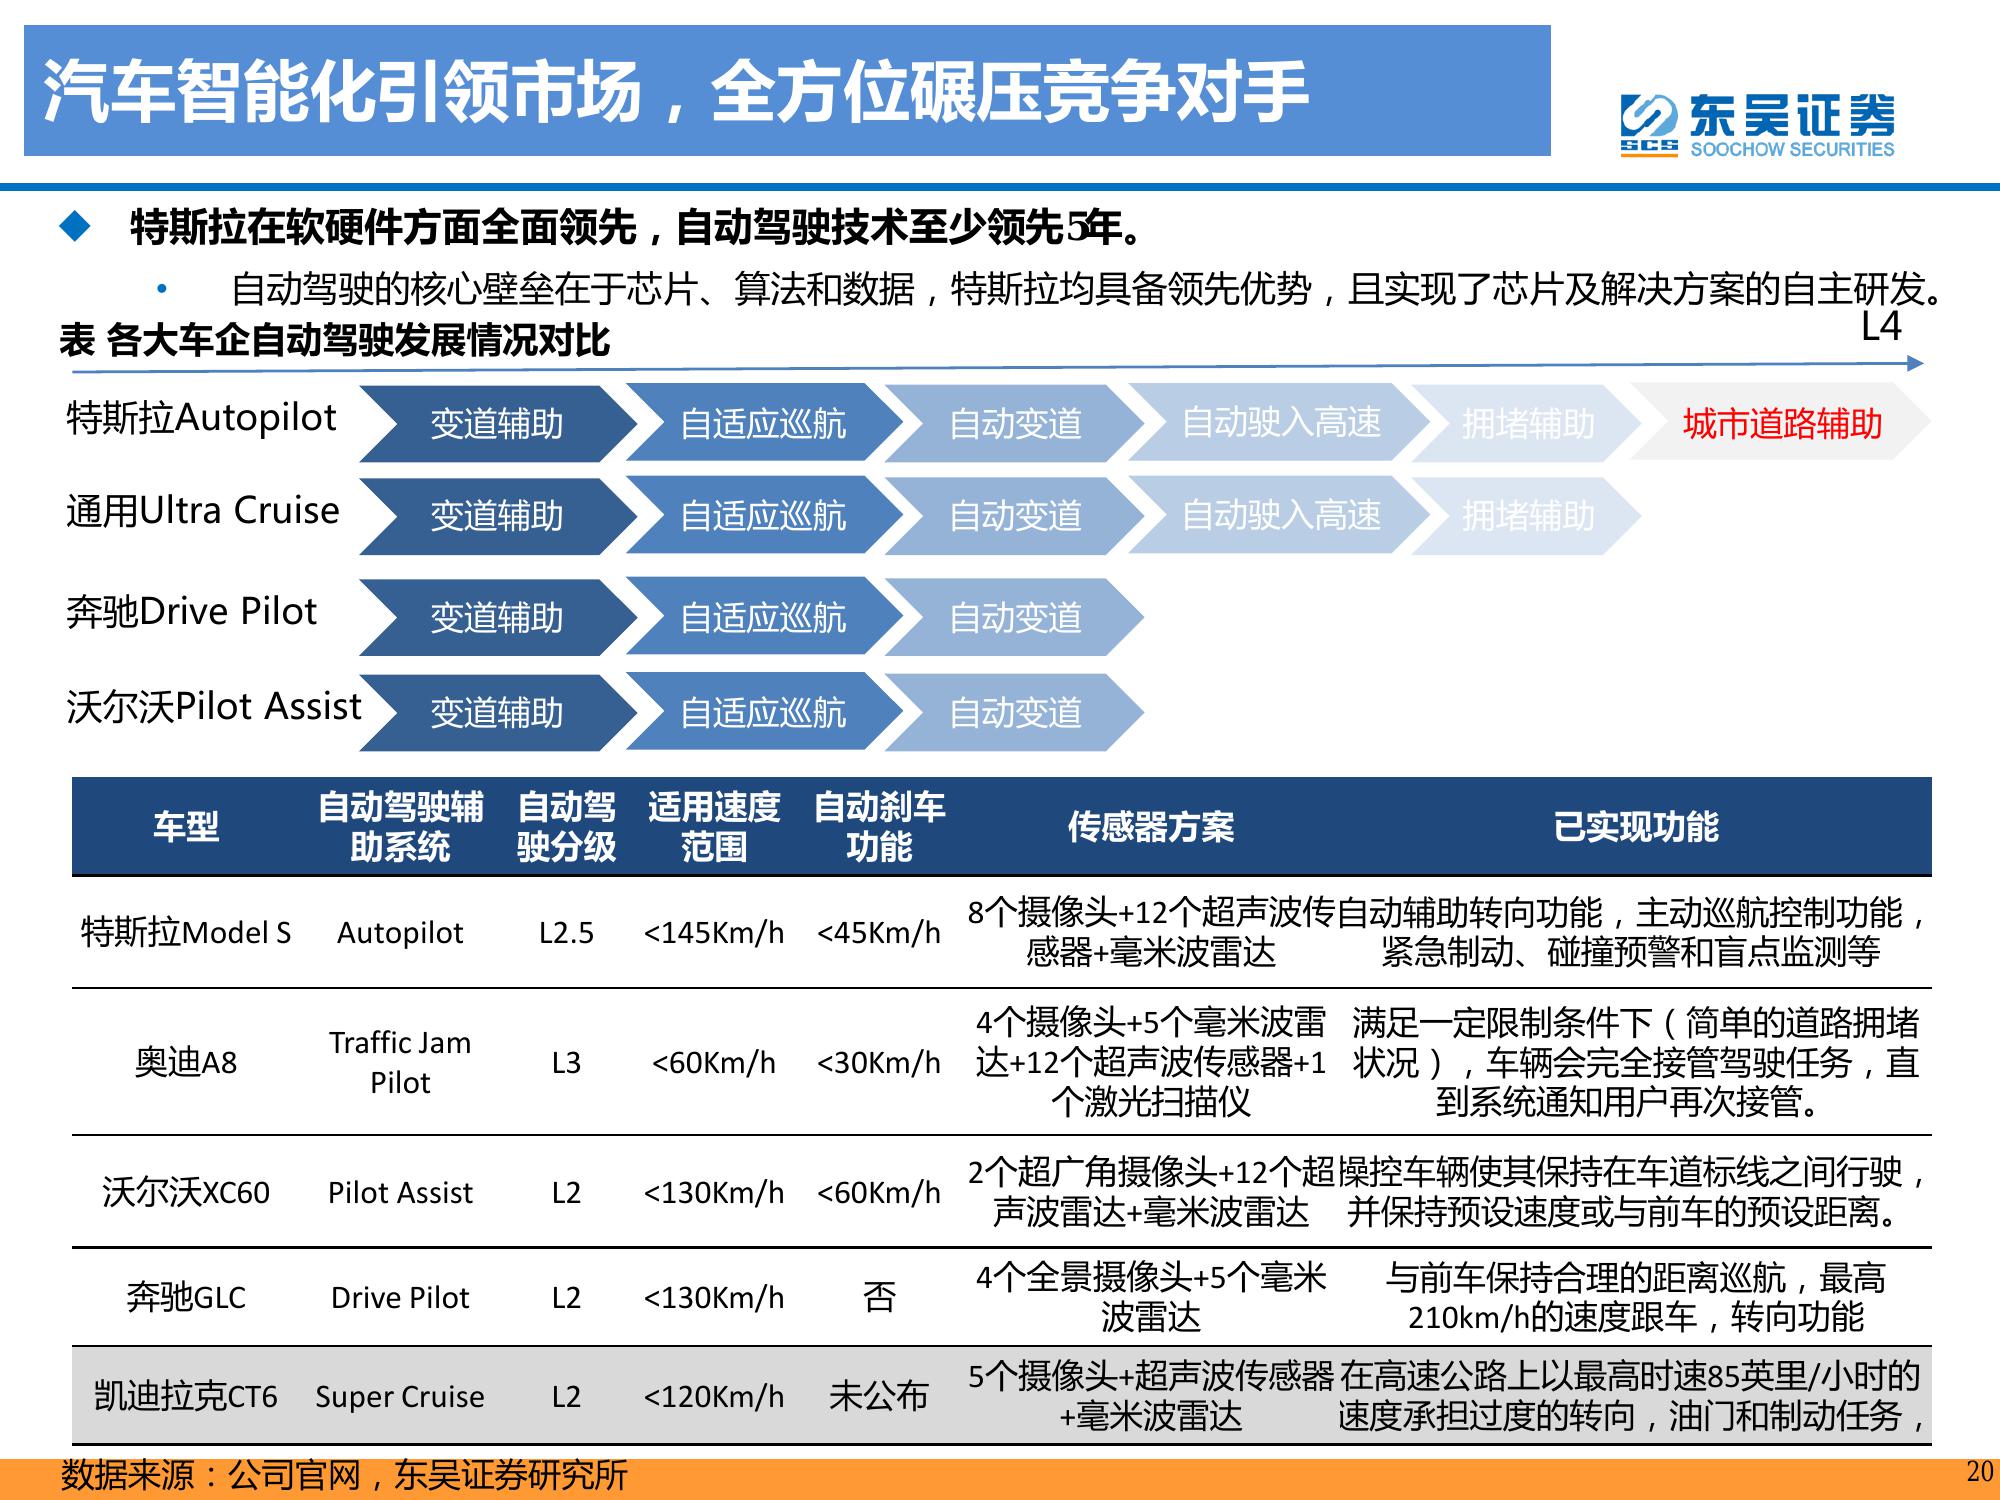 汽车智能化引领市场，全方位碾压竞争对手
东吴证券
SCS
SOOCHOW SECURITIES
特斯拉在软硬件方面全面领先，自动驾驶技术至少领先5年。
• 自动驾驶的核心壁垒在于芯片、算法和数据，特斯拉均具备领先优势，且实现了芯片及解决方案的自主研发。
表 各大车企自动驾驶发展情况对比
L4
特斯拉Autopilot 变道辅助 自适应巡航 自动变道 自动驶入高速 拥堵辅助 城市道路辅助
通用Ultra Cruise 变道辅助 自适应巡航 自动变道 自动驶入高速 拥堵辅助
奔驰Drive Pilot 变道辅助 自适应巡航 自动变道
沃尔沃Pilot Assist 变道辅助 自适应巡航 自动变道
车型 自动驾驶辅 自动驾 适用速度 自动刹车 传感器方案 已实现功能
助系统 驶分级 范围 功能
特斯拉Model S Autopilot L2.5 <145Km/h <45Km/h 8个摄像头+12个超声波传 自动辅助转向功能，主动巡航控制功能，
感器+毫米波雷达 紧急制动、碰撞预警和盲点监测等
奥迪A8 Traffic Jam L3 <60Km/h <30Km/h 4个摄像头+5个毫米波雷 满足一定限制条件下（简单的道路拥堵
Pilot 达+12个超声波传感器+1 状况），车辆会完全接管驾驶任务，直
个激光扫描仪 到系统通知用户再次接管。
沃尔沃XC60 Pilot Assist L2 <130Km/h <60Km/h 2个超广角摄像头+12个超 操控车辆使其保持在车道标线之间行驶，
声波雷达+毫米波雷达 并保持预设速度或与前车的预设距离。
奔驰GLC Drive Pilot L2 <130Km/h 否 4个全景摄像头+5个毫米 与前车保持合理的距离巡航，最高
波雷达 210km/h的速度跟车，转向功能
凯迪拉克CT6 Super Cruise L2 <120Km/h 未公布 5个摄像头+超声波传感器 在高速公路上以最高时速85英里/小时的
+毫米波雷达 速度承担过度的转向，油门和制动任务，
数据来源：公司官网，东吴证券研究所
20